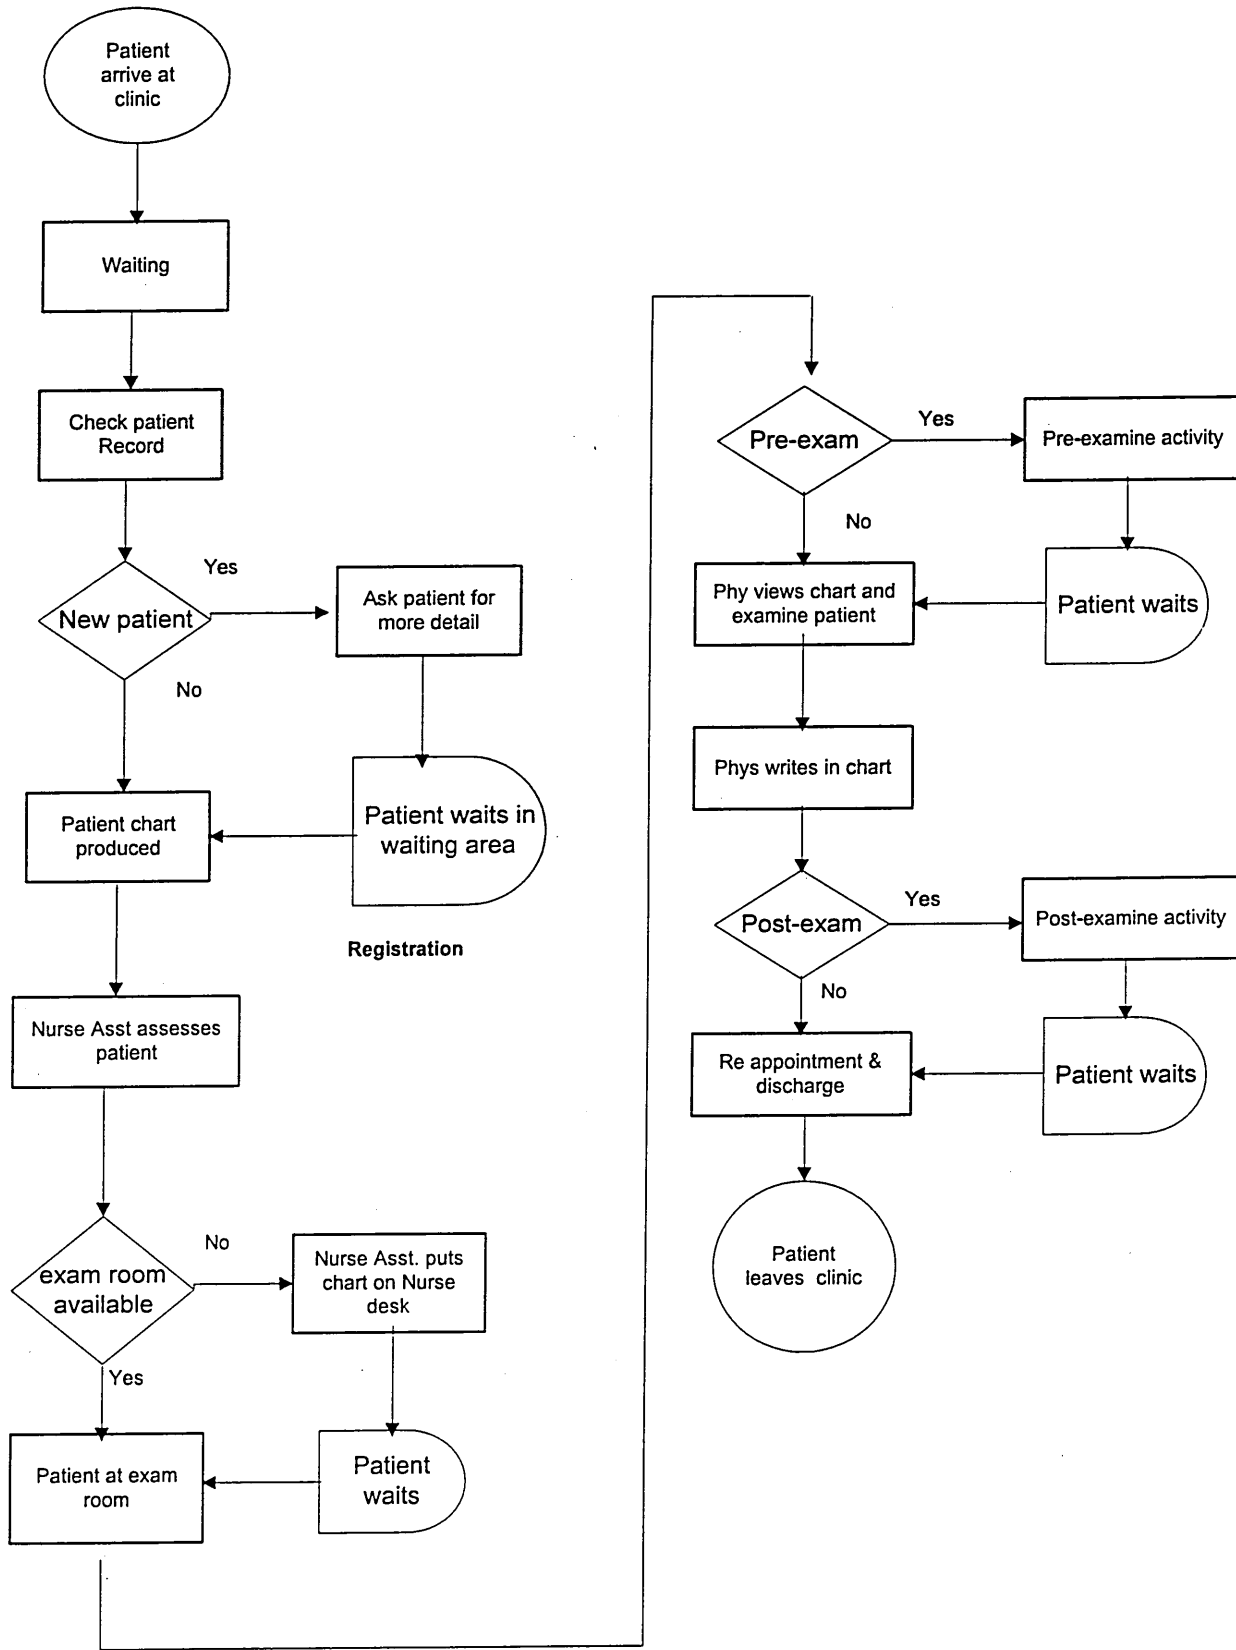 Patient
arrive at
clinic
Waiting
Check patient
Record
New patient
Yes
Ask patient for
more detail
No
Patient waits in
waiting area
Patient chart
produced
Registration
Nurse Asst assesses
patient
exam room
available
No
Nurse Asst. puts
chart on Nurse
desk
Yes
Patient
waits
Patient at exam
room
Pre-exam
Yes
Pre-examine activity
No
Patient waits
Phy views chart and
examine patient
Phys writes in chart
Post-exam
Yes
Post-examine activity
No
Patient waits
Re appointment &
discharge
Patient
leaves clinic